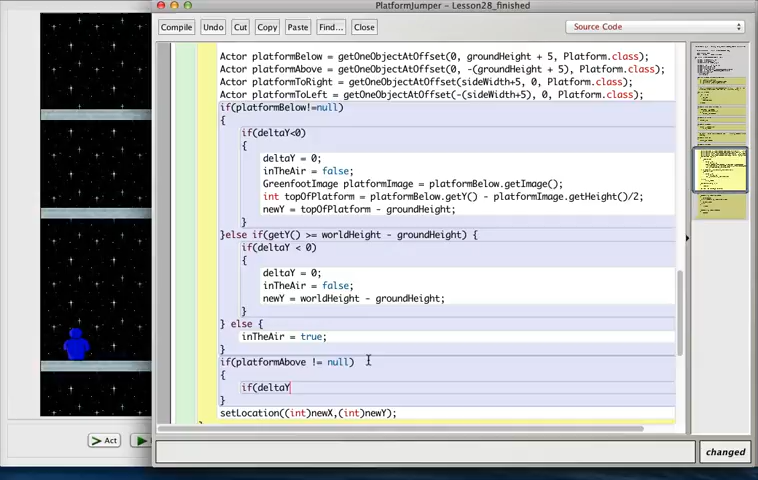 PlatformJumper - Lesson28_finished
Compile Undo Cut Copy Paste Find... Close Source Code
Actor platformBelow = getOneObjectAtOffset(0, groundHeight + 5, Platform.class);
Actor platformAbove = getOneObjectAtOffset(0, -(groundHeight + 5), Platform.class);
Actor platformToRight = getOneObjectAtOffset(sideWidth+5, 0, Platform.class);
Actor platformToLeft = getOneObjectAtOffset(-(sideWidth+5), 0, Platform.class);
if(platformBelow!=null)
{
if(deltaY<0)
{
deltaY = 0;
inTheAir = false;
GreenfootImage platformImage = platformBelow.getImage();
int topOfPlatform = platformBelow.getY() - platformImage.getHeight()/2;
newY = topOfPlatform - groundHeight;
}
}else if(getY() >= worldHeight - groundHeight) {
if(deltaY < 0)
{
deltaY = 0;
inTheAir = false;
newY = worldHeight - groundHeight;
}
} else {
inTheAir = true;
}
if(platformAbove != null)
{
if(deltaY
}
setLocation((int)newX,(int)newY);
> Act
changed